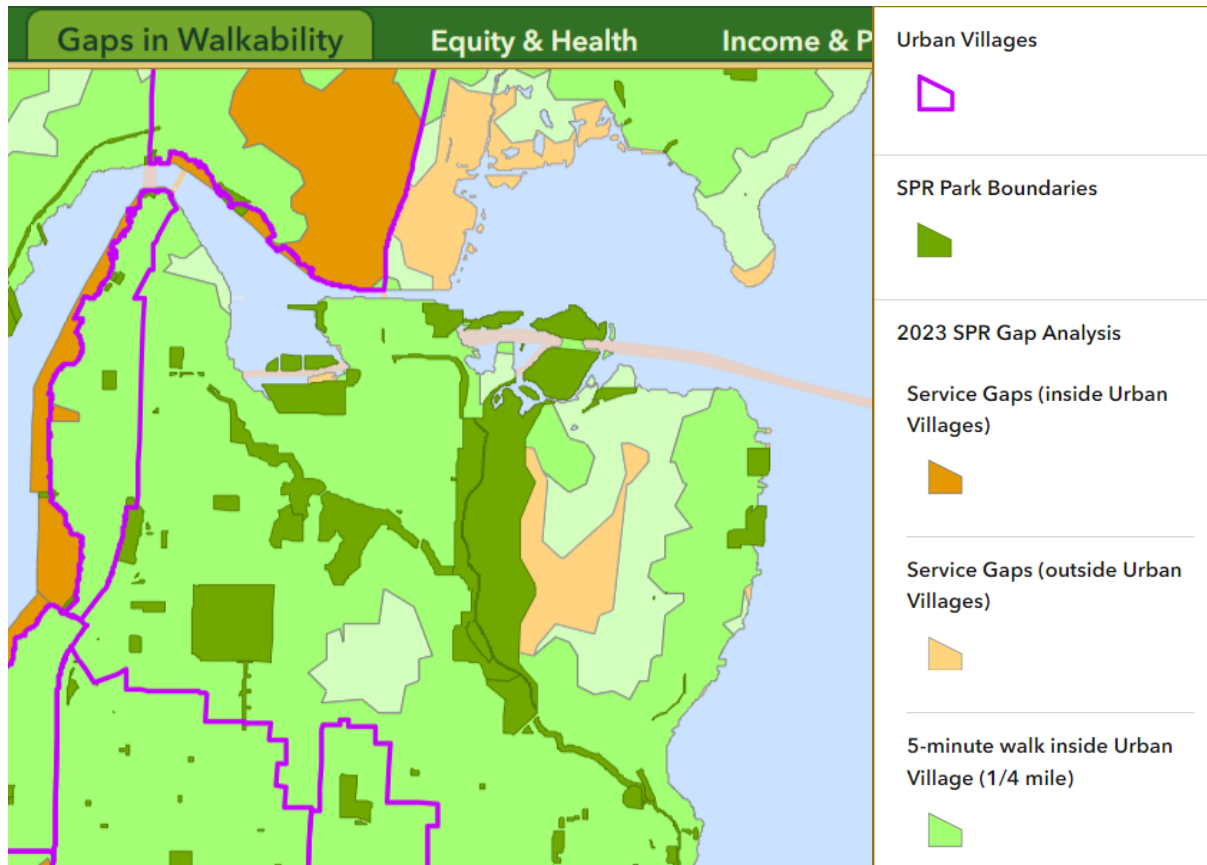 Gaps in Walkability
Equity & Health
Income & P
Urban Villages
SPR Park Boundaries
2023 SPR Gap Analysis
Service Gaps (inside Urban
Villages)
Service Gaps (outside Urban
Villages)
5-minute walk inside Urban
Village (1/4 mile)